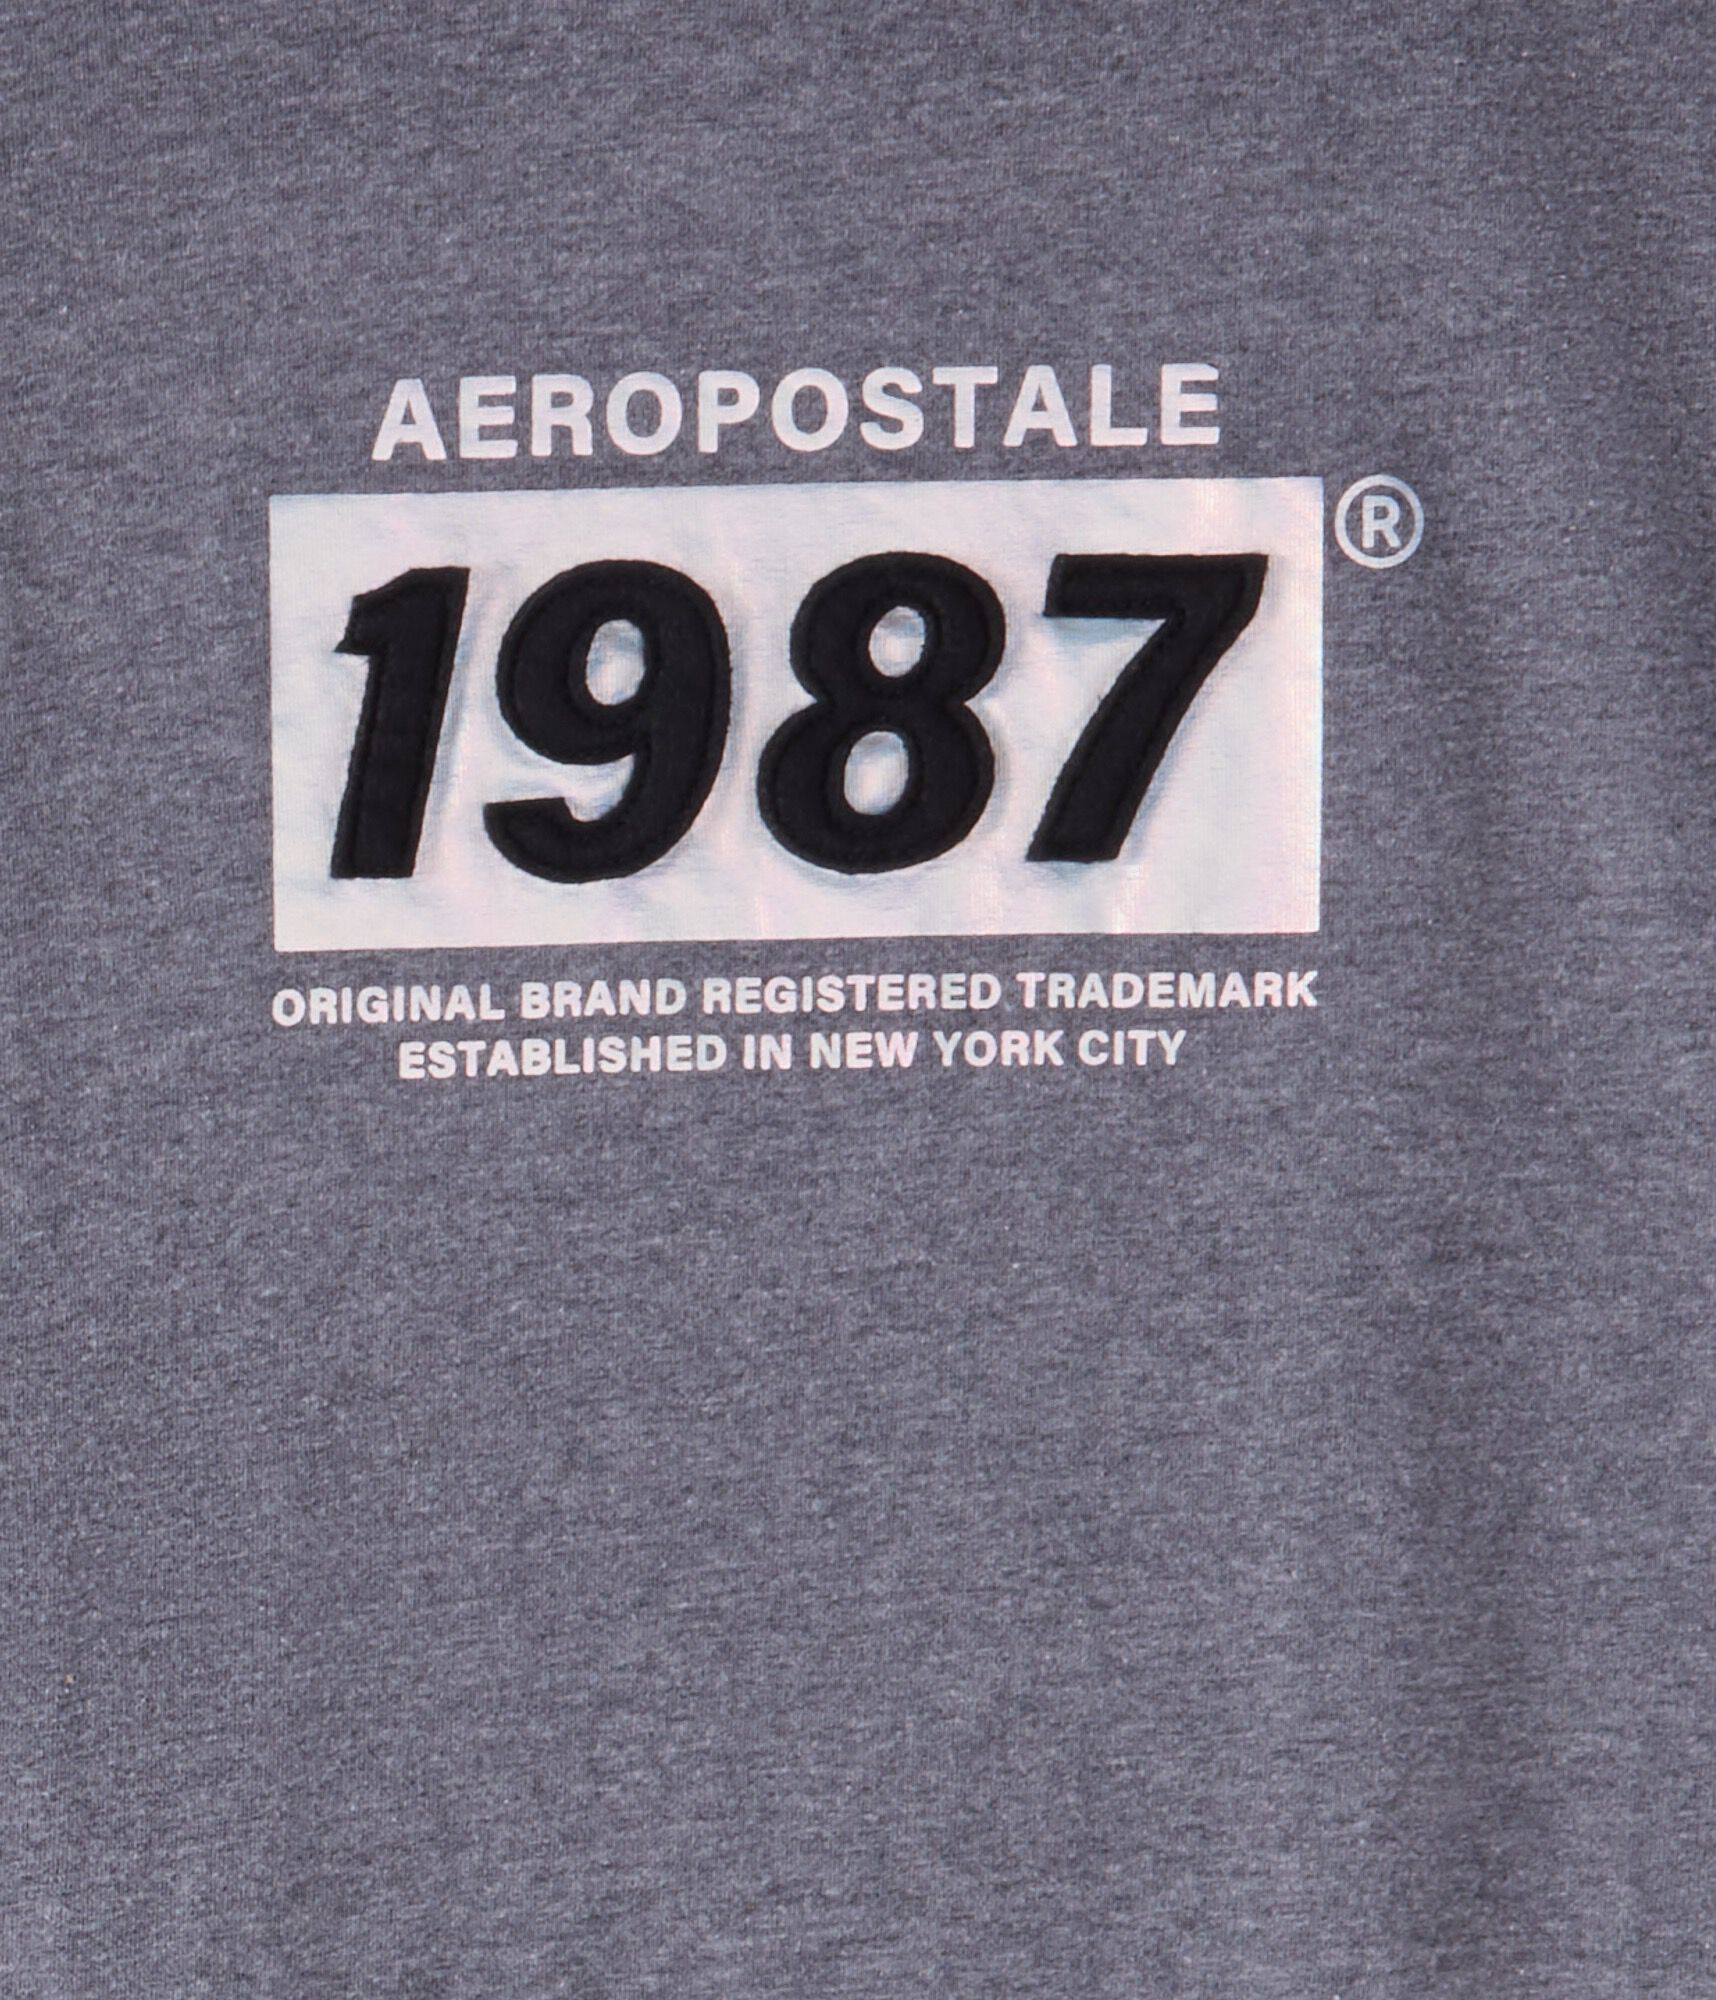 AEROPOSTALE
1987®
ORIGINAL BRAND REGISTERED TRADEMARK
ESTABLISHED IN NEW YORK CITY